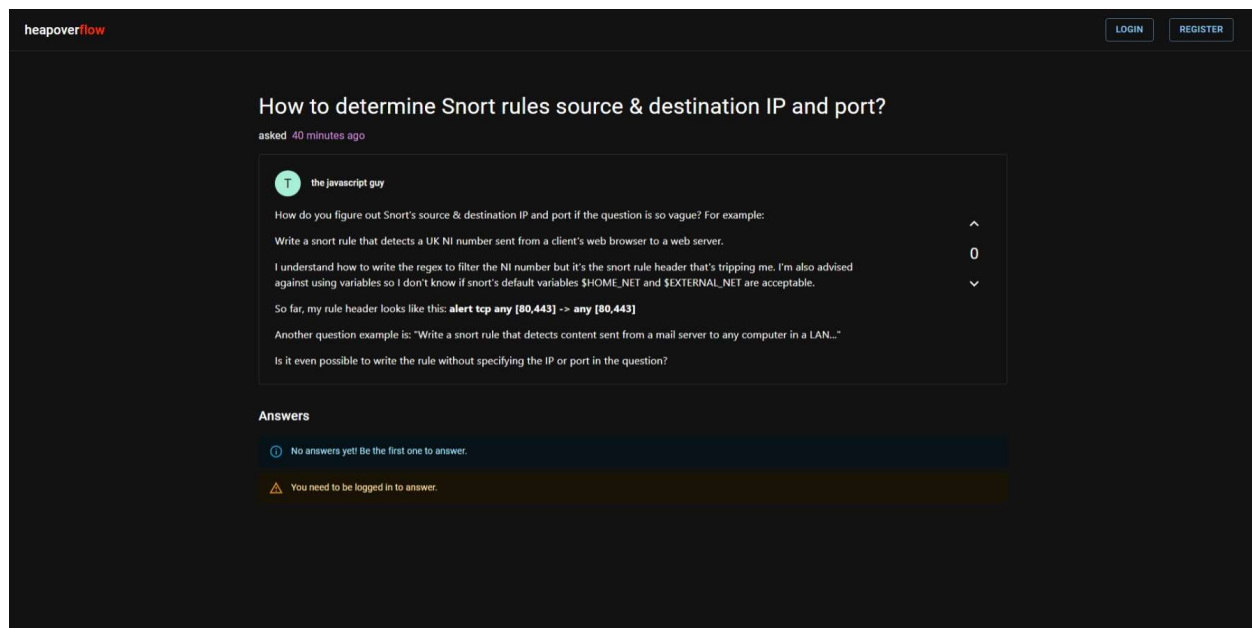 heapoverflow
LOGIN
REGISTER
How to determine Snort rules source & destination IP and port?
asked 40 minutes ago
T
the javascript guy
How do you figure out Snort's source & destination IP and port if the question is so vague? For example:
Write a snort rule that detects a UK NI number sent from a client's web browser to a web server.
I understand how to write the regex to filter the NI number but it's the snort rule header that's tripping me. I'm also advised
against using variables so I don't know if snort's default variables $HOME_NET and $EXTERNAL_NET are acceptable.
So far, my rule header looks like this: alert tcp any [80,443] -> any [80,443]
Another question example is: "Write a snort rule that detects content sent from a mail server to any computer in a LAN..."
Is it even possible to write the rule without specifying the IP or port in the question?
0
Answers
No answers yet! Be the first one to answer.
You need to be logged in to answer.